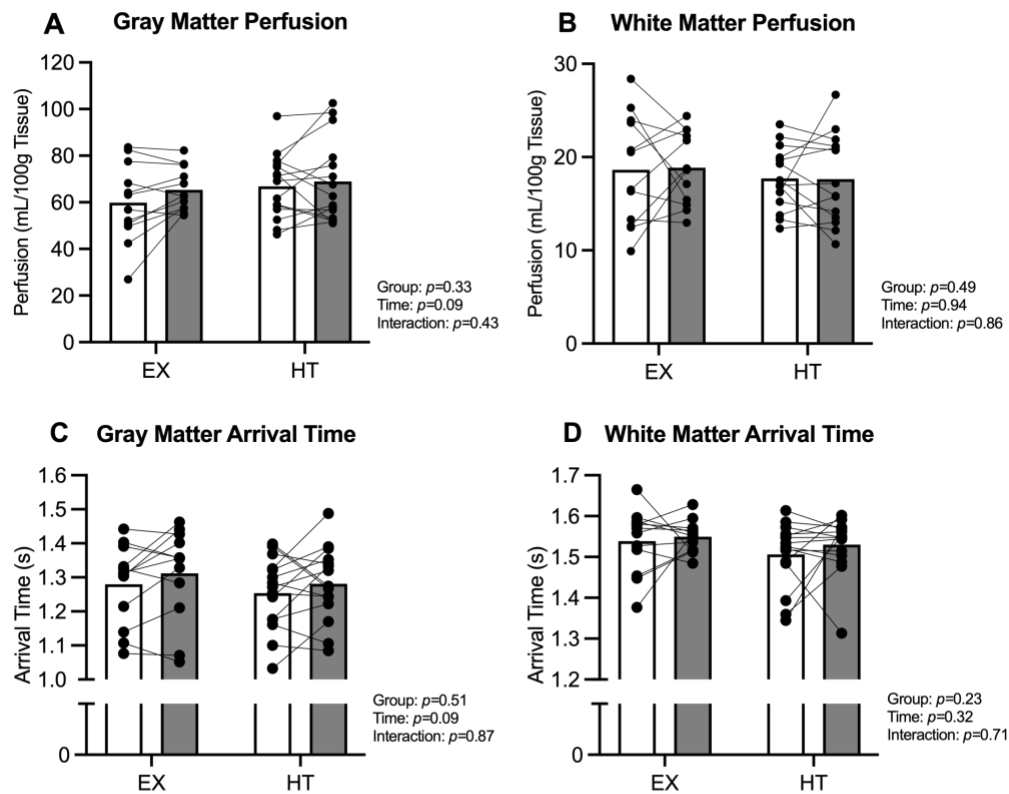 A Gray Matter Perfusion
Perfusion (mL/100g Tissue)
120
100
80
60
40
20
0
EX HT
Group: p=0.33
Time: p=0.09
Interaction: p=0.43
B White Matter Perfusion
Perfusion (mL/100g Tissue)
30
20
10
0
EX HT
Group: p=0.49
Time: p=0.94
Interaction: p=0.86
C Gray Matter Arrival Time
Arrival Time (s)
1.6
1.5
1.4
1.3
1.2
1.1
1.0
0
EX HT
Group: p=0.51
Time: p=0.09
Interaction: p=0.87
D White Matter Arrival Time
Arrival Time (s)
1.7
1.6
1.5
1.4
1.3
1.2
0
EX HT
Group: p=0.23
Time: p=0.32
Interaction: p=0.71